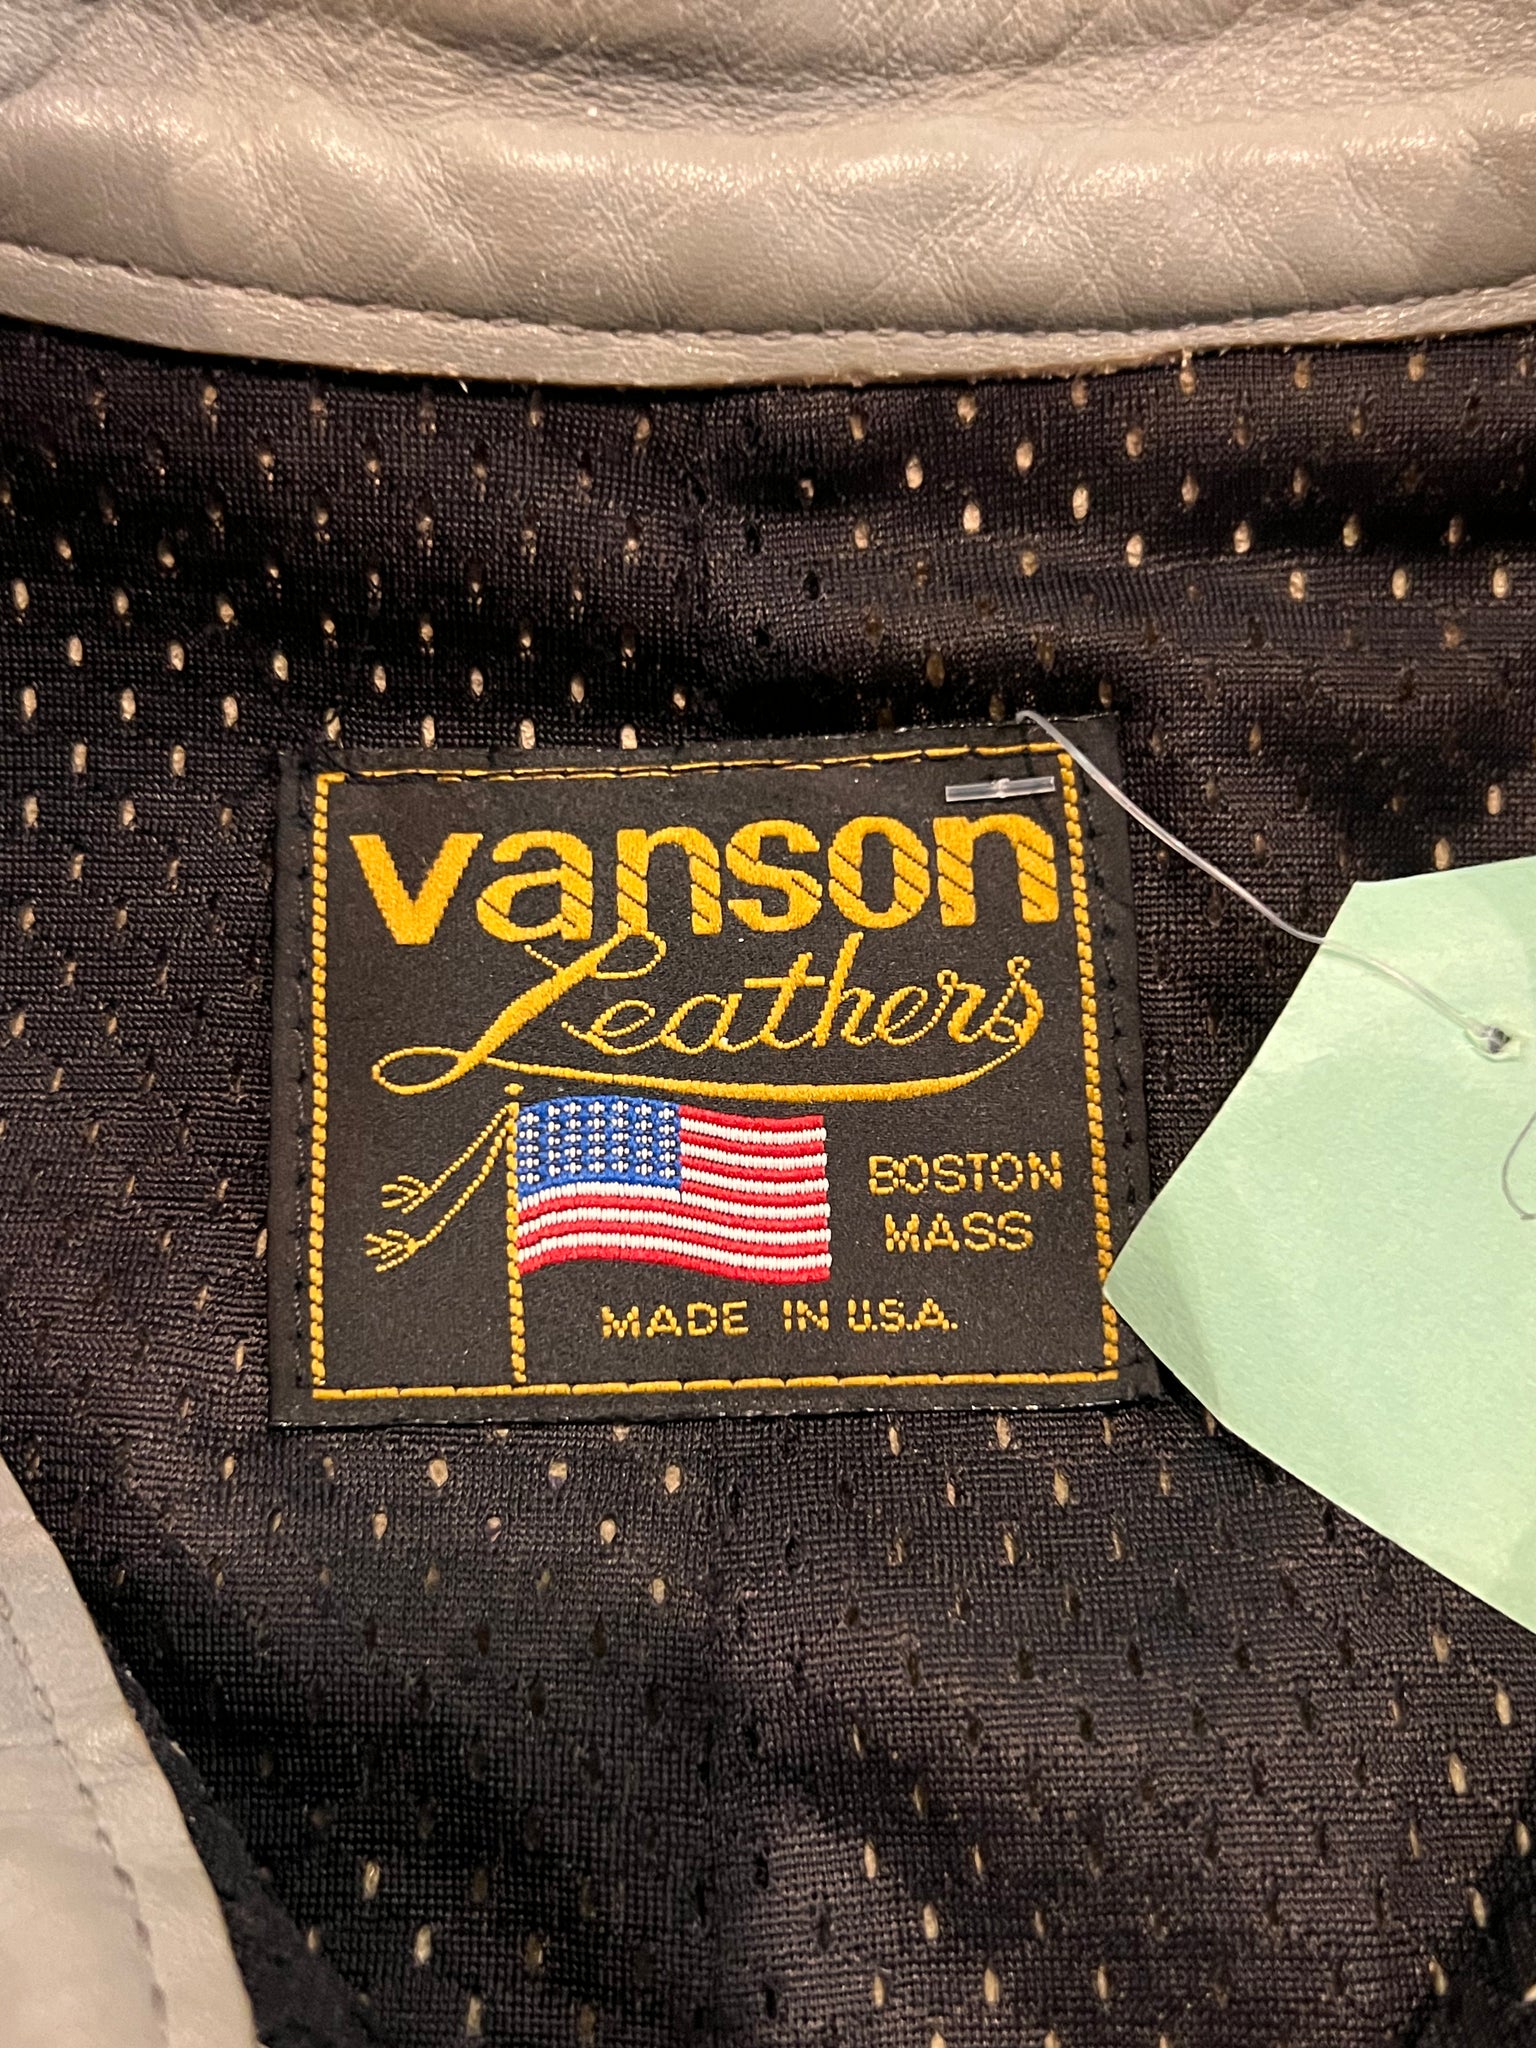 vanson
Leathers
BOSTON
MASS
MADE IN U.S.A.